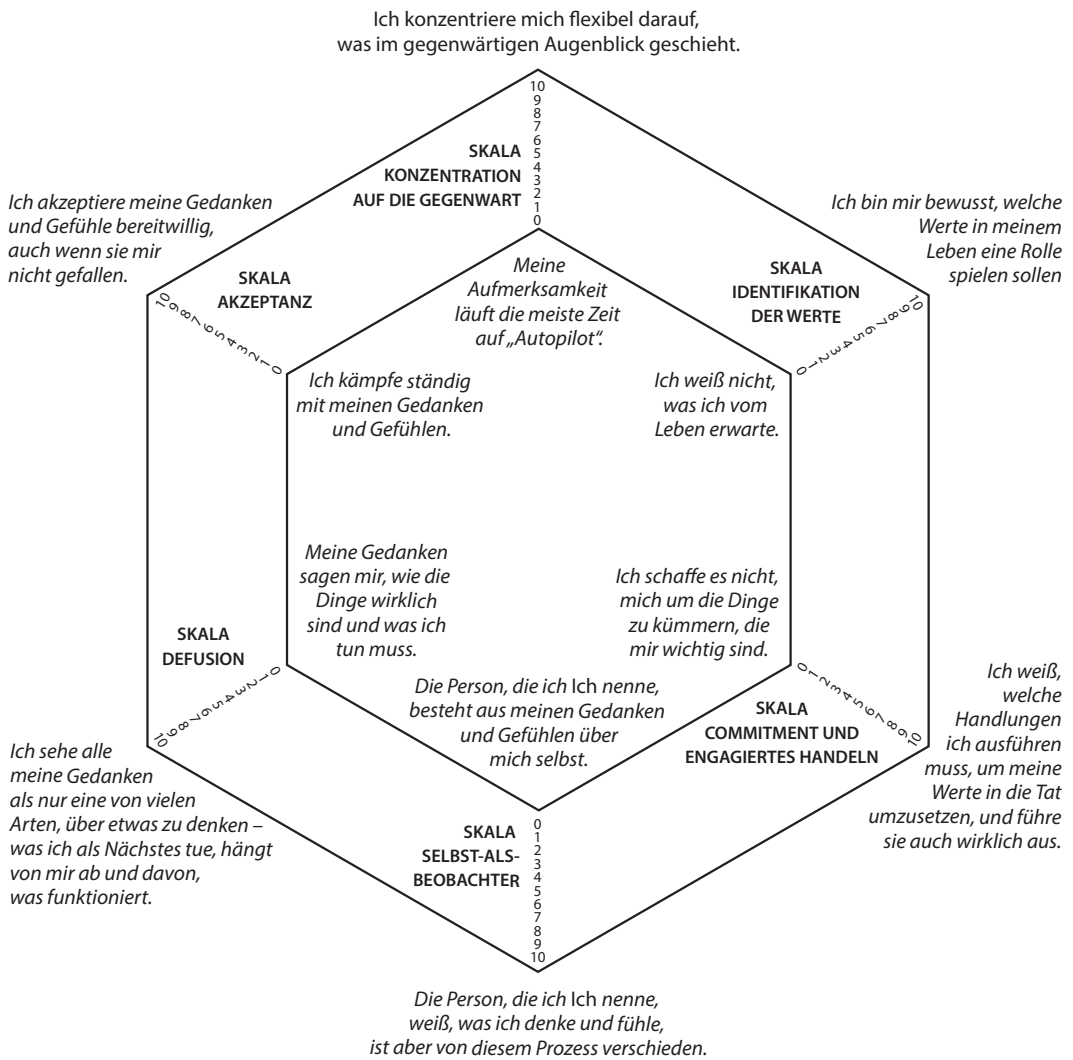 Ich konzentriere mich flexibel darauf,
was im gegenwärtigen Augenblick geschieht.
10
9
8
7
6
5
4
3
2
1
0
SKALA
KONZENTRATION
AUF DIE GEGENWART
Ich akzeptiere meine Gedanken
und Gefühle bereitwillig,
auch wenn sie mir
nicht gefallen.
SKALA
AKZEPTANZ
10 9 8 7 6 5 4 3 2 1 0
Meine
Aufmerksamkeit
läuft die meiste Zeit
auf „Autopilot“.
SKALA
IDENTIFIKATION
DER WERTE
0 1 2 3 4 5 6 7 8 9 10
Ich bin mir bewusst, welche
Werte in meinem
Leben eine Rolle
spielen sollen
Ich kämpfe ständig
mit meinen Gedanken
und Gefühlen.
Ich weiß nicht,
was ich vom
Leben erwarte.
Meine Gedanken
sagen mir, wie die
Dinge wirklich
sind und was ich
tun muss.
Ich schaffe es nicht,
mich um die Dinge
zu kümmern, die
mir wichtig sind.
SKALA
DEFUSION
10 9 8 7 6 5 4 3 2 1 0
Die Person, die ich Ich nenne,
besteht aus meinen Gedanken
und Gefühlen über
mich selbst.
0 1 2 3 4 5 6 7 8 9 10
SKALA
COMMITMENT UND
ENGAGIERTES HANDELN
Ich weiß,
welche
Handlungen
ich ausführen
muss, um meine
Werte in die Tat
umzusetzen, und führe
sie auch wirklich aus.
Ich sehe alle
meine Gedanken
als nur eine von vielen
Arten, über etwas zu denken –
was ich als Nächstes tue, hängt
von mir ab und davon,
was funktioniert.
SKALA
SELBST-ALS-
BEOBACHTER
0
1
2
3
4
5
6
7
8
9
10
Die Person, die ich Ich nenne,
weiß, was ich denke und fühle,
ist aber von diesem Prozess verschieden.